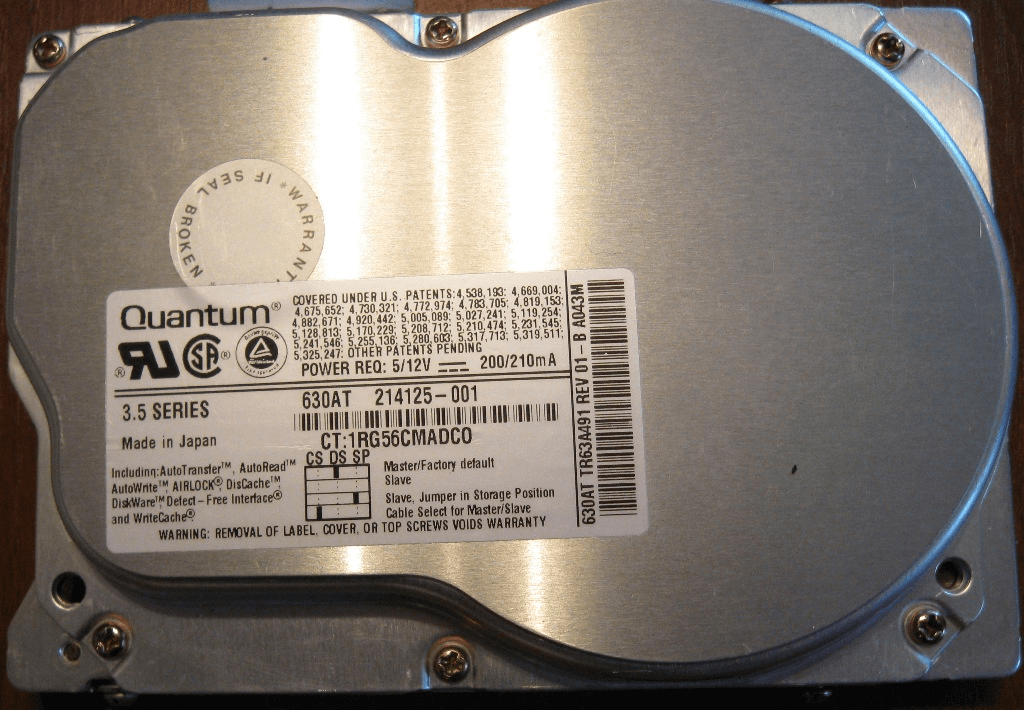 *WARRANT
IF SEAL
BROKEN *
Quantum®
COVERED UNDER U.S. PATENTS:4,538,193; 4,669,004;
4,675,652; 4,730,321; 4,772,974; 4,783,705; 4,819,153;
4,882,671; 4,920,442; 5,005,089; 5,027,241; 5,119,254;
5,128,813; 5,170,229; 5,208,712; 5,210,474; 5,231,545;
5,241,546; 5,255,136; 5,280,603; 5,317,713; 5,319,511;
5,325,247; OTHER PATENTS PENDING
POWER REQ: 5/12V 200/210mA
3.5 SERIES
630AT 214125-001
Made in Japan
CT:1RG56CMADCO
CS DS SP
Including:AutoTransfer™, AutoRead™
AutoWrite™, AIRLOCK®, DisCache™,
DiskWare™, Defect-Free Interface®
and WriteCache®
Master/Factory default
Slave
Slave, Jumper in Storage Position
Cable Select for Master/Slave
WARNING: REMOVAL OF LABEL, COVER, OR TOP SCREWS VOIDS WARRANTY
630AT TR63A491 REV 01-B A043M